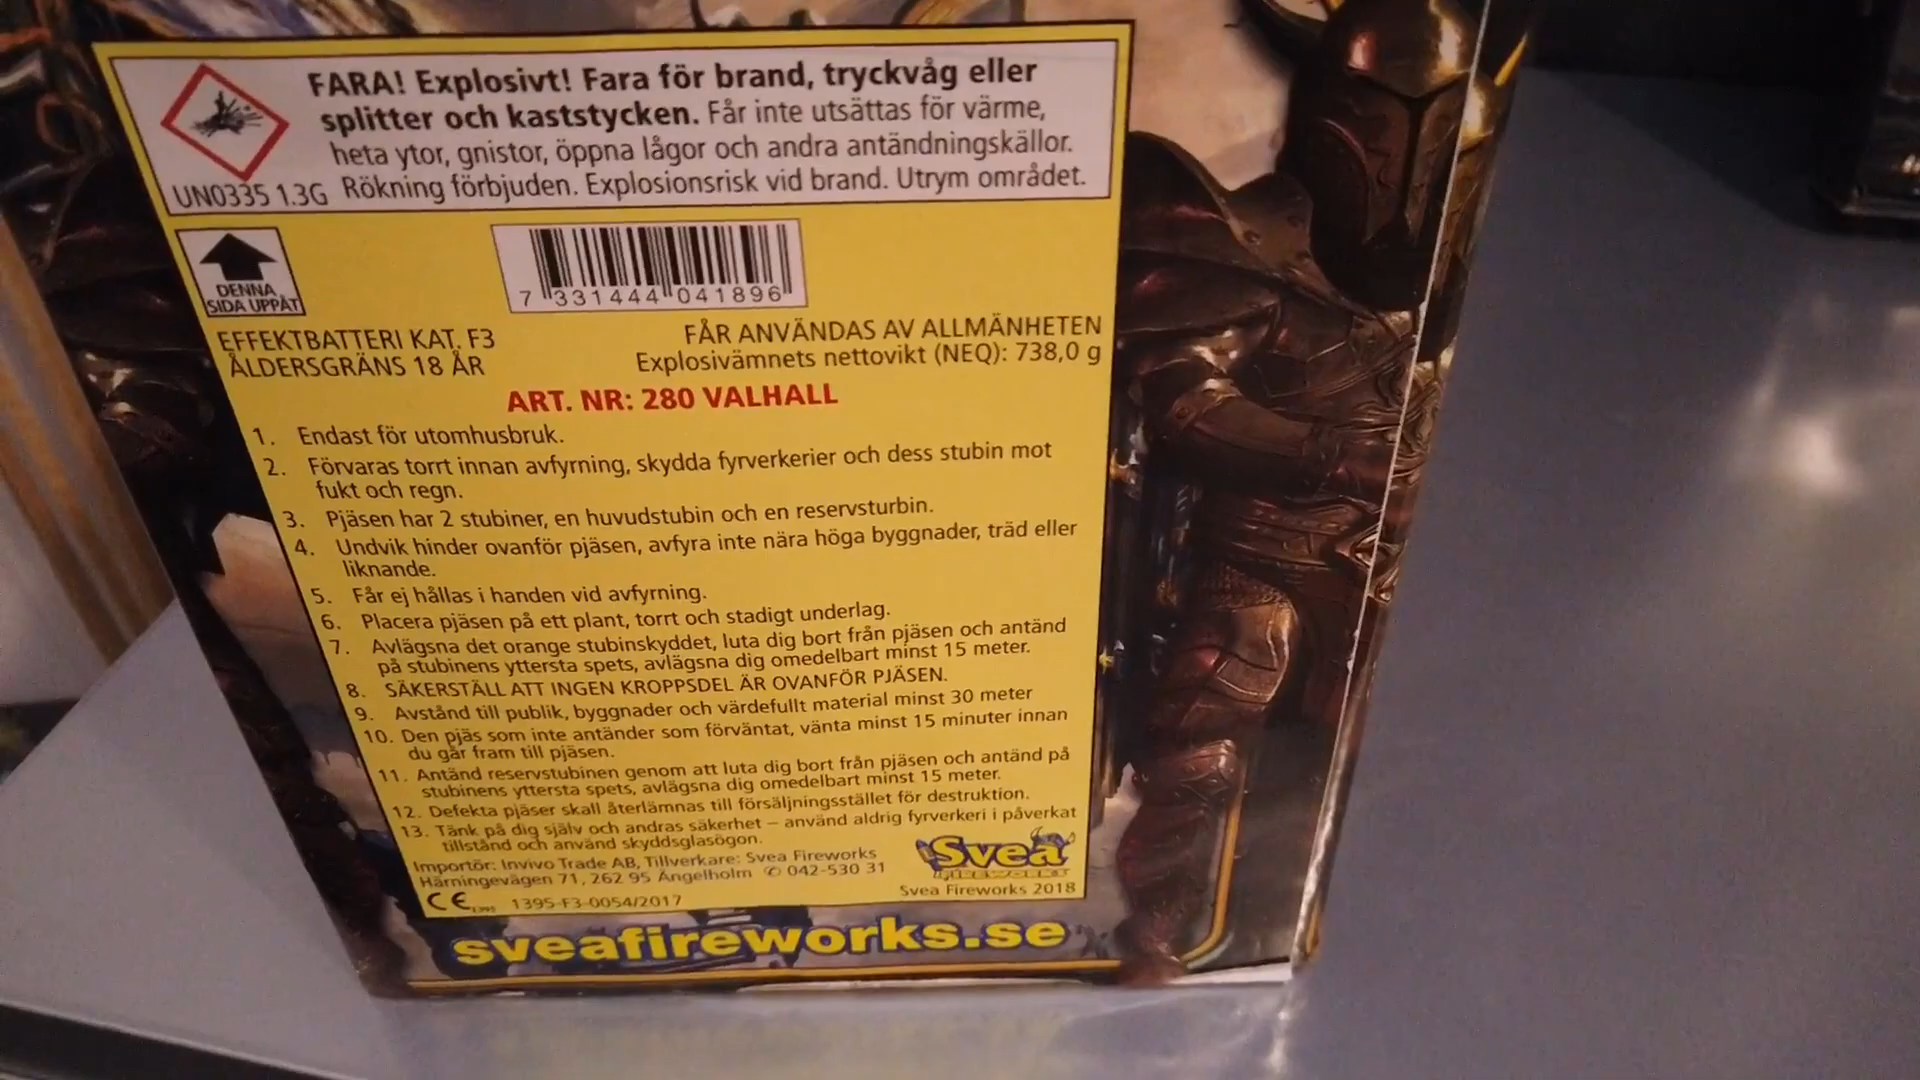 FARA! Explosivt! Fara för brand, tryckvåg eller
splitter och kaststycken. Får inte utsättas för värme,
heta ytor, gnistor, öppna lågor och andra antändningskällor.
UN0335 1.3G Rökning förbjuden. Explosionsrisk vid brand. Utrym området.
DENNA
SIDA UPPÅT
7 331444 041896
EFFEKTBATTERI KAT. F3
ÅLDERSGRÄNS 18 ÅR
FÅR ANVÄNDAS AV ALLMÄNHETEN
Explosivämnets nettovikt (NEQ): 738,0 g
ART. NR: 280 VALHALL
1. Endast för utomhusbruk.
2. Förvaras torrt innan avfyrning, skydda fyrverkerier och dess stubin mot
fukt och regn.
3. Pjäsen har 2 stubiner, en huvudstubin och en reservsturbin.
4. Undvik hinder ovanför pjäsen, avfyra inte nära höga byggnader, träd eller
liknande.
5. Får ej hållas i handen vid avfyrning.
6. Placera pjäsen på ett plant, torrt och stadigt underlag.
7. Avlägsna det orange stubinskyddet, luta dig bort från pjäsen och antänd
på stubinens yttersta spets, avlägsna dig omedelbart minst 15 meter.
8. SÄKERSTÄLL ATT INGEN KROPPSDEL ÄR OVANFÖR PJÄSEN.
9. Avstånd till publik, byggnader och värdefullt material minst 30 meter
10. Den pjäs som inte antänder som förväntat, vänta minst 15 minuter innan
du går fram till pjäsen.
11. Antänd reservstubinen genom att luta dig bort från pjäsen och antänd på
stubinens yttersta spets, avlägsna dig omedelbart minst 15 meter.
12. Defekta pjäser skall återlämnas till försäljningsstället för destruktion.
13. Tänk på dig själv och andras säkerhet – använd aldrig fyrverkeri i påverkat
tillstånd och använd skyddsglasögon.
Importör: Invivo Trade AB, Tillverkare: Svea Fireworks
Härningevägen 71, 262 95 Ängelholm ✆ 042-530 31
CE 1395 1395-F3-0054/2017
Svea
FIREWORKS
Svea Fireworks 2018
sveafireworks.se